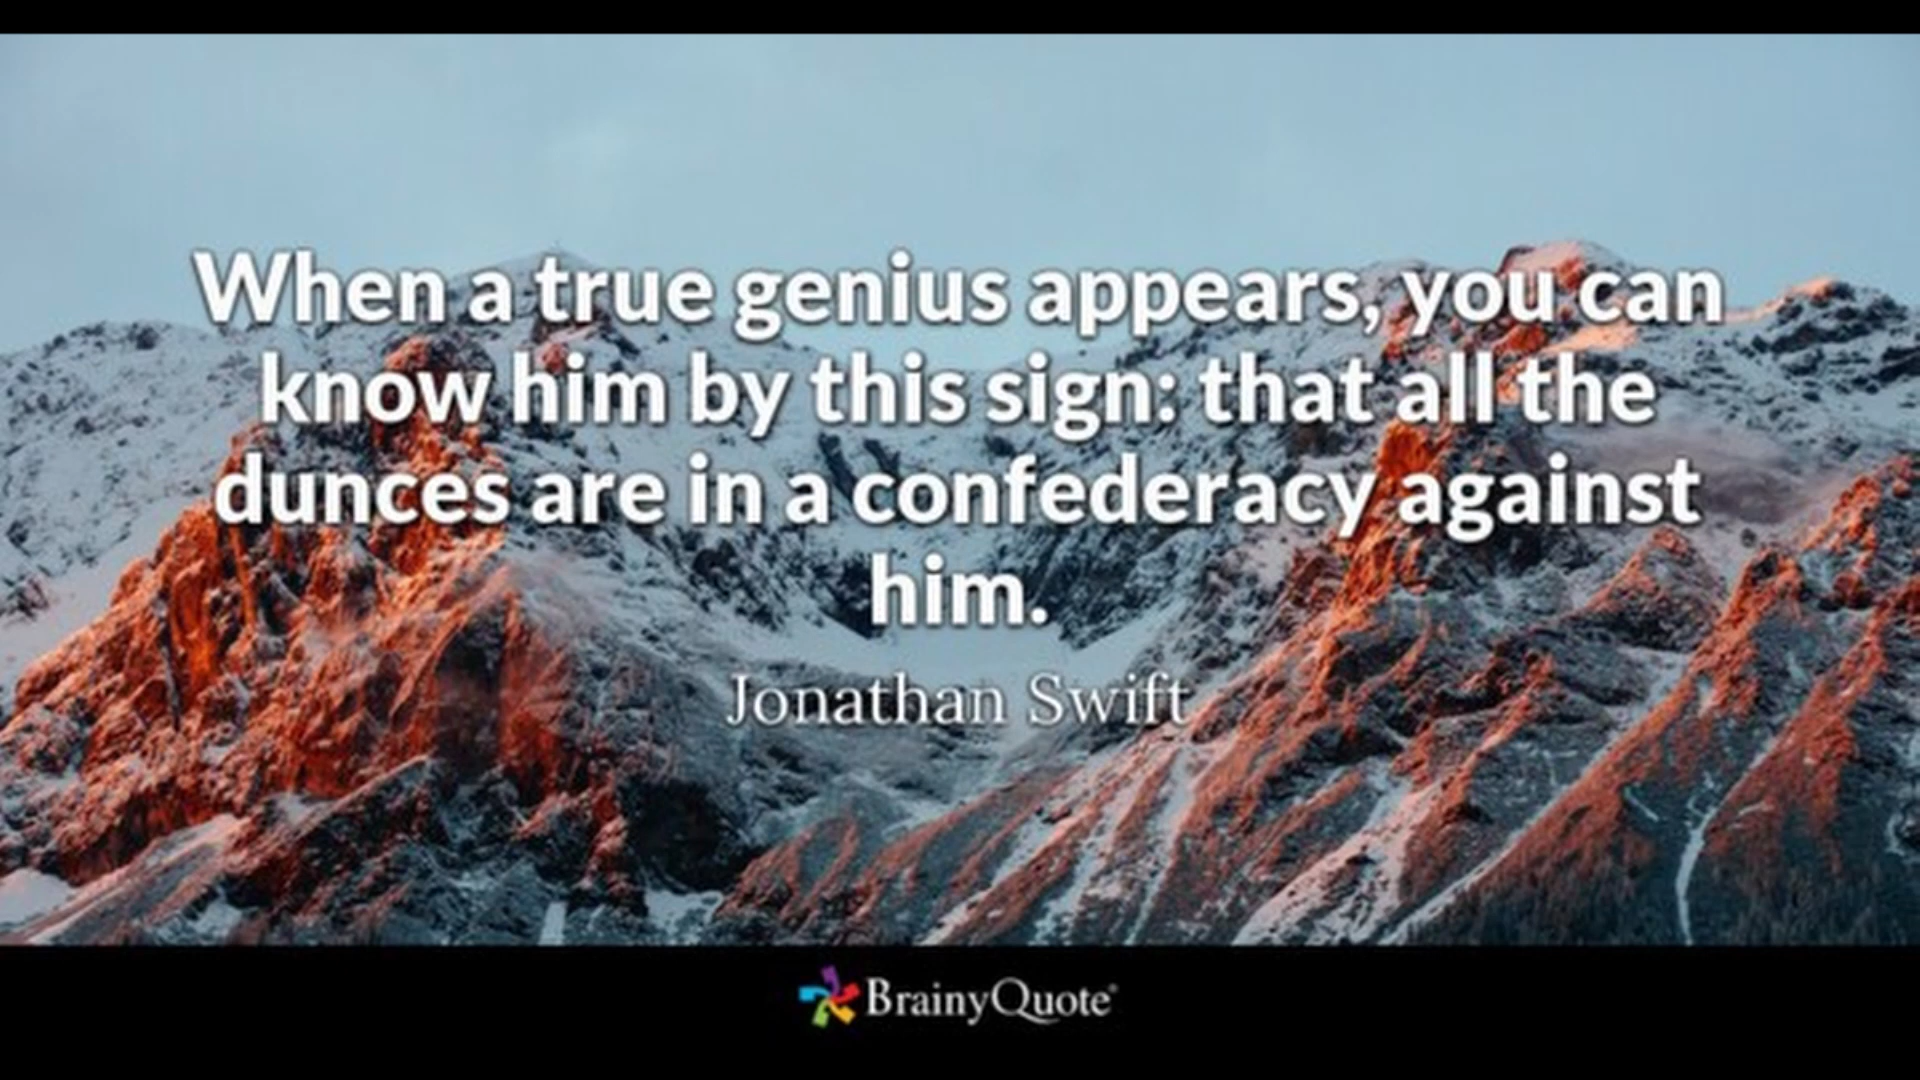 When a true genius appears, you can
know him by this sign: that all the
dunces are in a confederacy against
him.
Jonathan Swift
BrainyQuote®